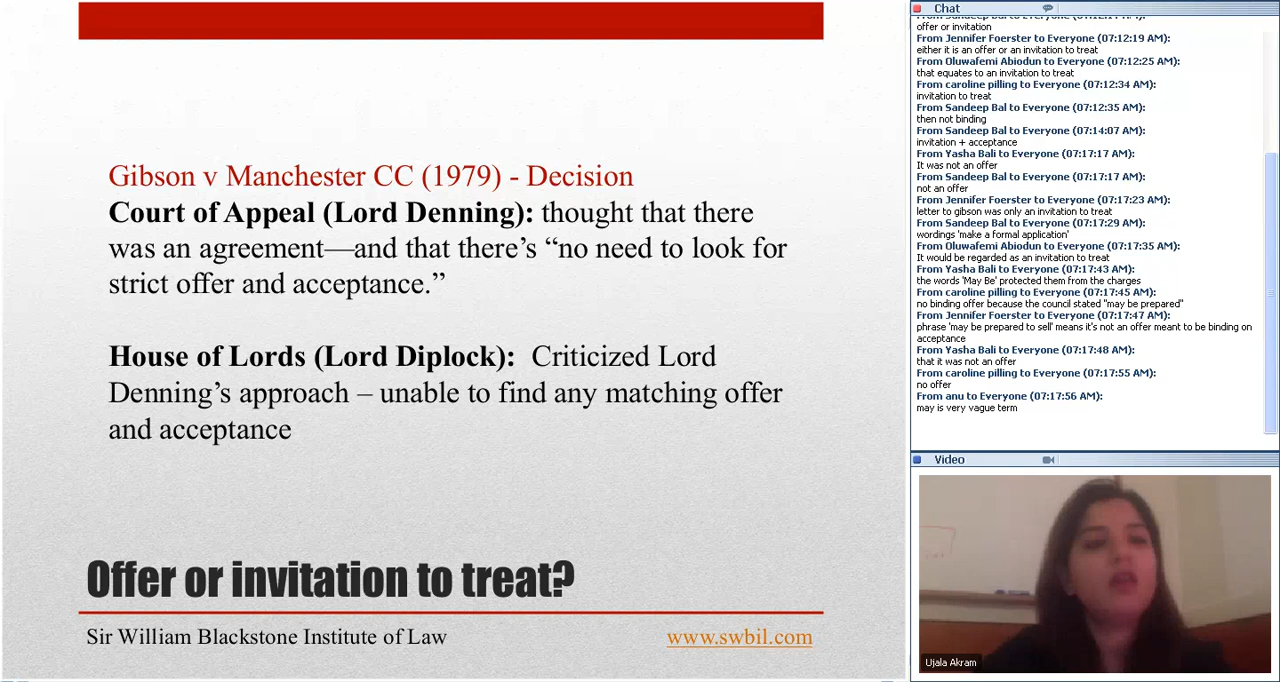 Gibson v Manchester CC (1979) - Decision
Court of Appeal (Lord Denning): thought that there
was an agreement—and that there's “no need to look for
strict offer and acceptance.”
House of Lords (Lord Diplock):  Criticized Lord
Denning's approach – unable to find any matching offer
and acceptance
Offer or invitation to treat?
Sir William Blackstone Institute of Law
www.swbil.com
Chat
offer or invitation
From Jennifer Foerster to Everyone (07:12:19 AM):
either it is an offer or an invitation to treat
From Oluwafemi Abiodun to Everyone (07:12:25 AM):
that equates to an invitation to treat
From caroline pilling to Everyone (07:12:34 AM):
invitation to treat
From Sandeep Bal to Everyone (07:12:35 AM):
then not binding
From Sandeep Bal to Everyone (07:14:07 AM):
invitation + acceptance
From Yasha Bali to Everyone (07:17:17 AM):
It was not an offer
From Sandeep Bal to Everyone (07:17:17 AM):
not an offer
From Jennifer Foerster to Everyone (07:17:23 AM):
letter to gibson was only an invitation to treat
From Sandeep Bal to Everyone (07:17:29 AM):
wordings 'make a formal application'
From Oluwafemi Abiodun to Everyone (07:17:35 AM):
It would be regarded as an invitation to treat
From Yasha Bali to Everyone (07:17:43 AM):
the words 'May Be' protected them from the charges
From caroline pilling to Everyone (07:17:45 AM):
no binding offer because the council stated "may be prepared"
From Jennifer Foerster to Everyone (07:17:47 AM):
phrase 'may be prepared to sell' means it's not an offer meant to be binding on
acceptance
From Yasha Bali to Everyone (07:17:48 AM):
that it was not an offer
From caroline pilling to Everyone (07:17:55 AM):
no offer
From anu to Everyone (07:17:56 AM):
may is very vague term
Video
Ujala Akram